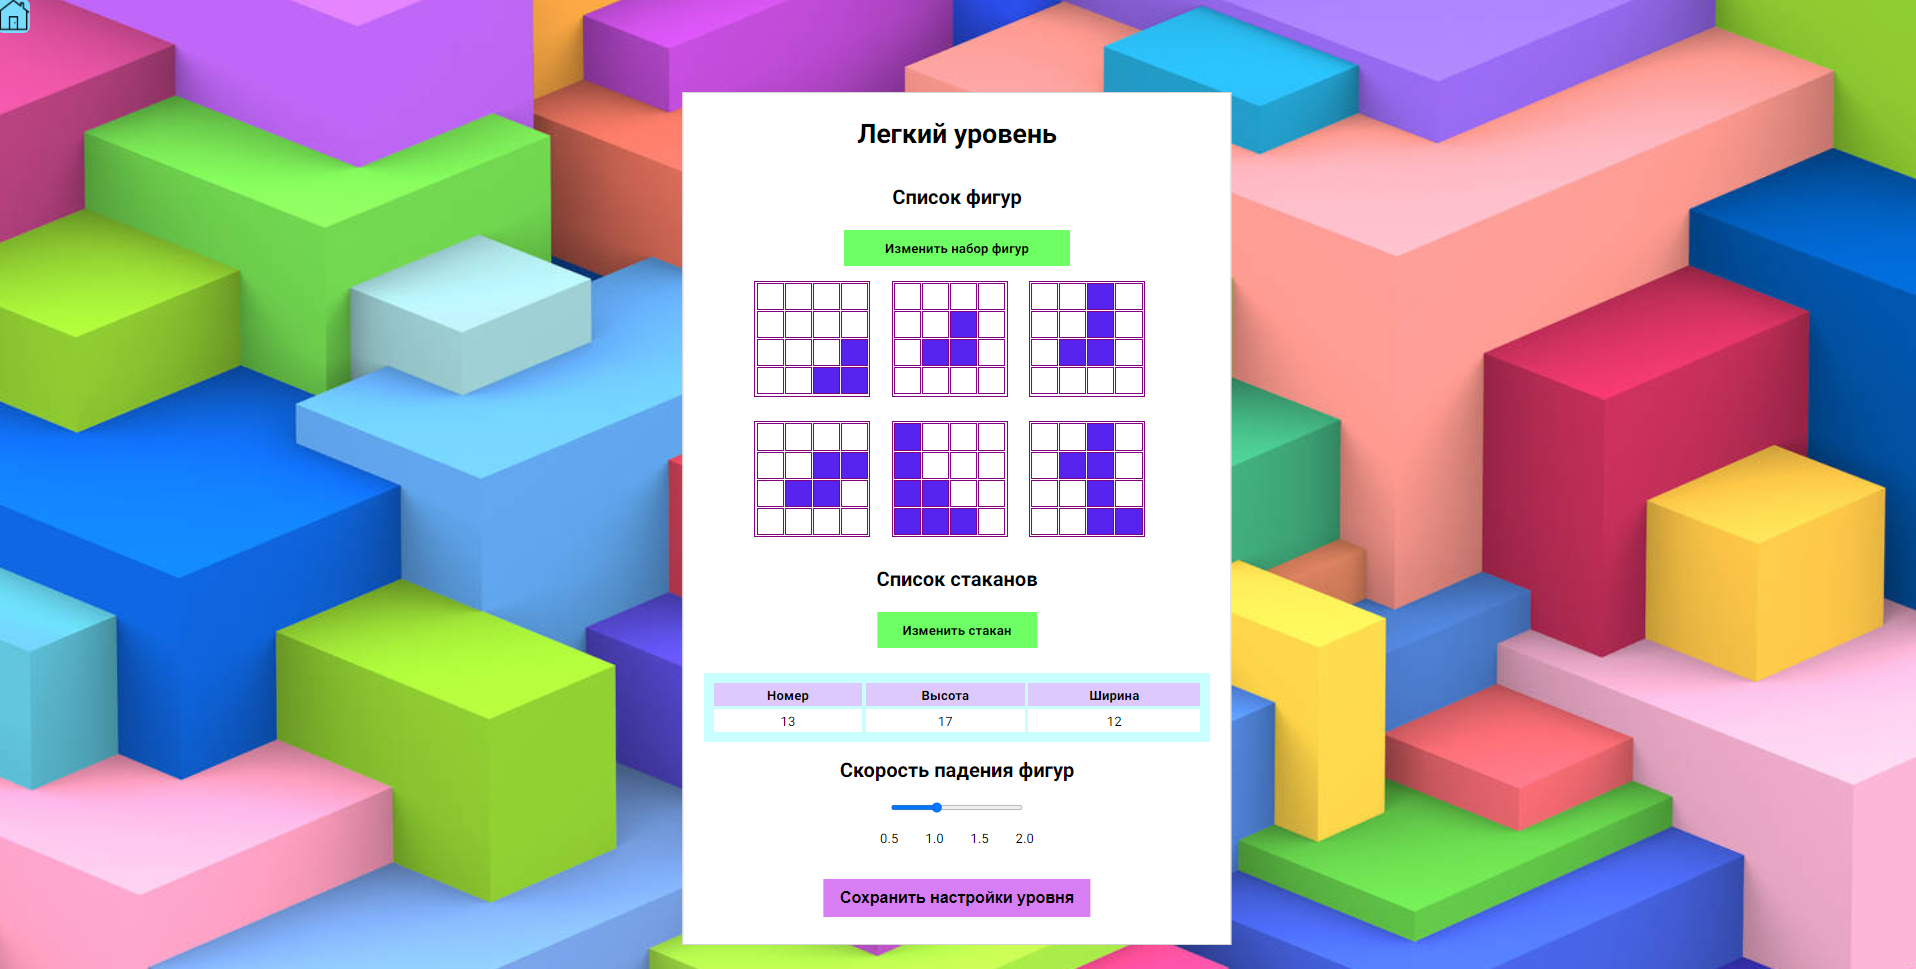 Легкий уровень
Список фигур
Изменить набор фигур
Список стаканов
Изменить стакан
Номер Высота Ширина
13 17 12
Скорость падения фигур
0.5 1.0 1.5 2.0
Сохранить настройки уровня